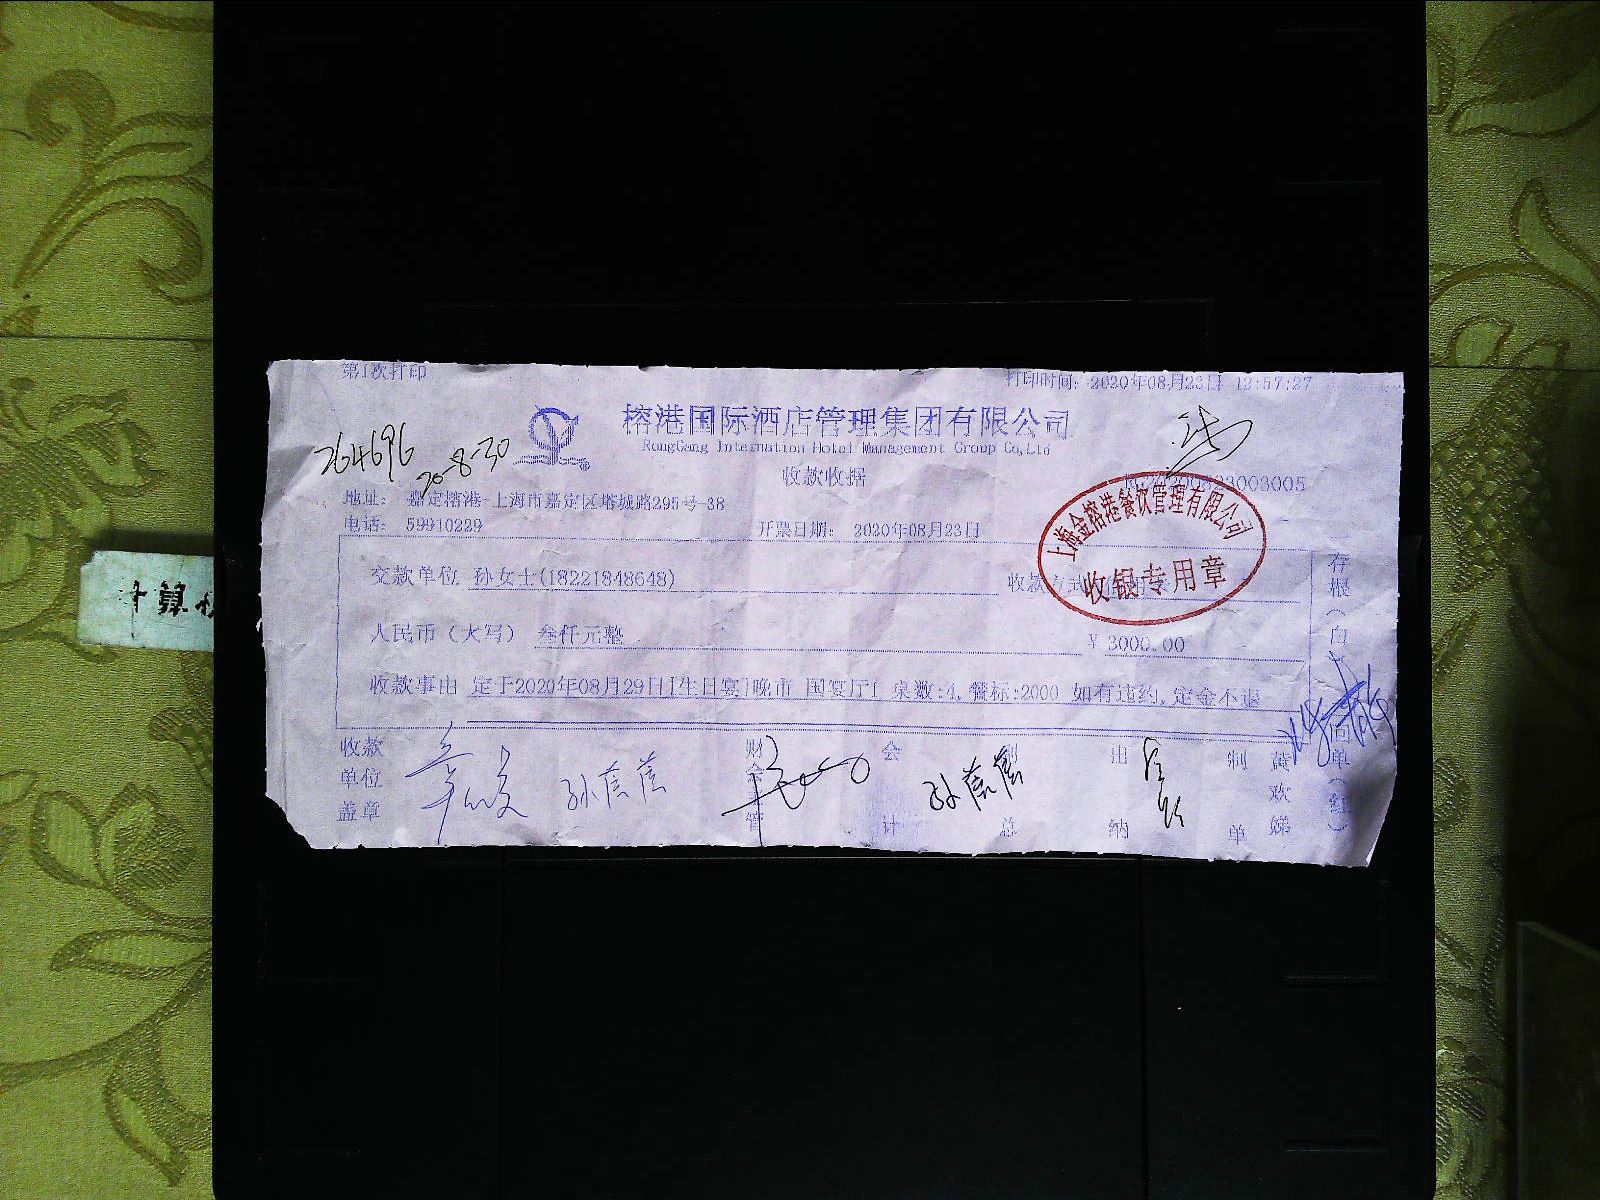 第1次打印
打印时间: 2020年08月23日 12:57:27
榕港国际酒店管理集团有限公司
RongGang Internation Hotel Management Group Co,Ltd
264696
20-8-30
收款收据
地址: 嘉定榕港-上海市嘉定区塔城路295号-38
电话: 59910229
开票日期: 2020年08月23日
上海金榕港餐饮管理有限公司
收银专用章
交款单位 孙女士(18221848648)
收款方式
人民币(大写) 叁仟元整
¥ 3000.00
收款事由 定于2020年08月29日[生日宴]晚市 国宴厅[ 桌数:4, 餐标:2000 如有违约,定金不退
收款单位盖章
孙蓓蓓
财会主管
会计
孙蓓蓓
出纳
制单
黄欢娣
存根(白)
计算机